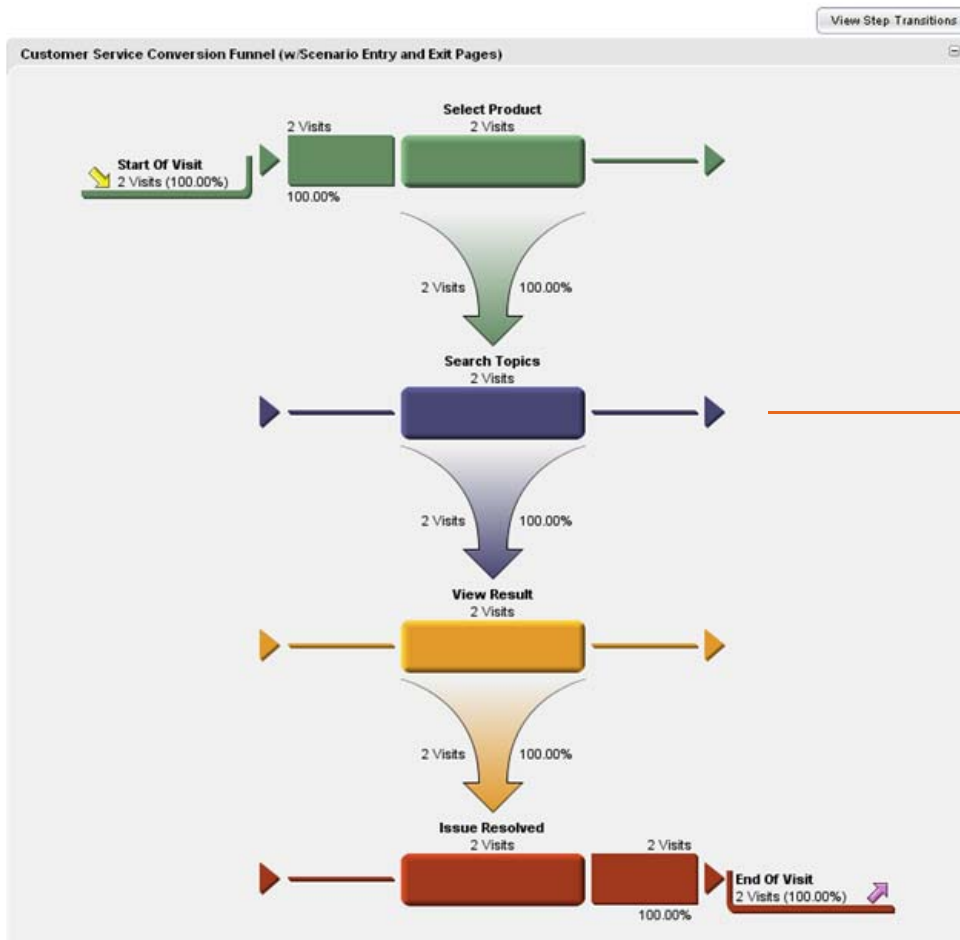 View Step Transitions
Customer Service Conversion Funnel (w/Scenario Entry and Exit Pages)
Select Product
2 Visits
2 Visits
Start Of Visit
2 Visits (100.00%)
100.00%
2 Visits 100.00%
Search Topics
2 Visits
2 Visits 100.00%
View Result
2 Visits
2 Visits 100.00%
Issue Resolved
2 Visits
2 Visits
End Of Visit
2 Visits (100.00%)
100.00%